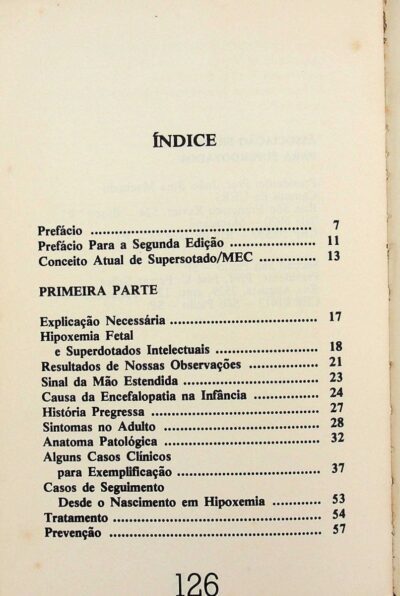 ÍNDICE
Prefácio ........ 7
Prefácio Para a Segunda Edição ........ 11
Conceito Atual de Supersotado/MEC ........ 13
PRIMEIRA PARTE
Explicação Necessária ........ 17
Hipoxemia Fetal
e Superdotados Intelectuais ........ 18
Resultados de Nossas Observações ........ 21
Sinal da Mão Estendida ........ 23
Causa da Encefalopatia na Infância ........ 24
História Pregressa ........ 27
Sintomas no Adulto ........ 28
Anatoma Patológica ........ 32
Alguns Casos Clínicos
para Exemplificação ........ 37
Casos de Seguimento
Desde o Nascimento em Hipoxemia ........ 53
Tratamento ........ 54
Prevenção ........ 57
126